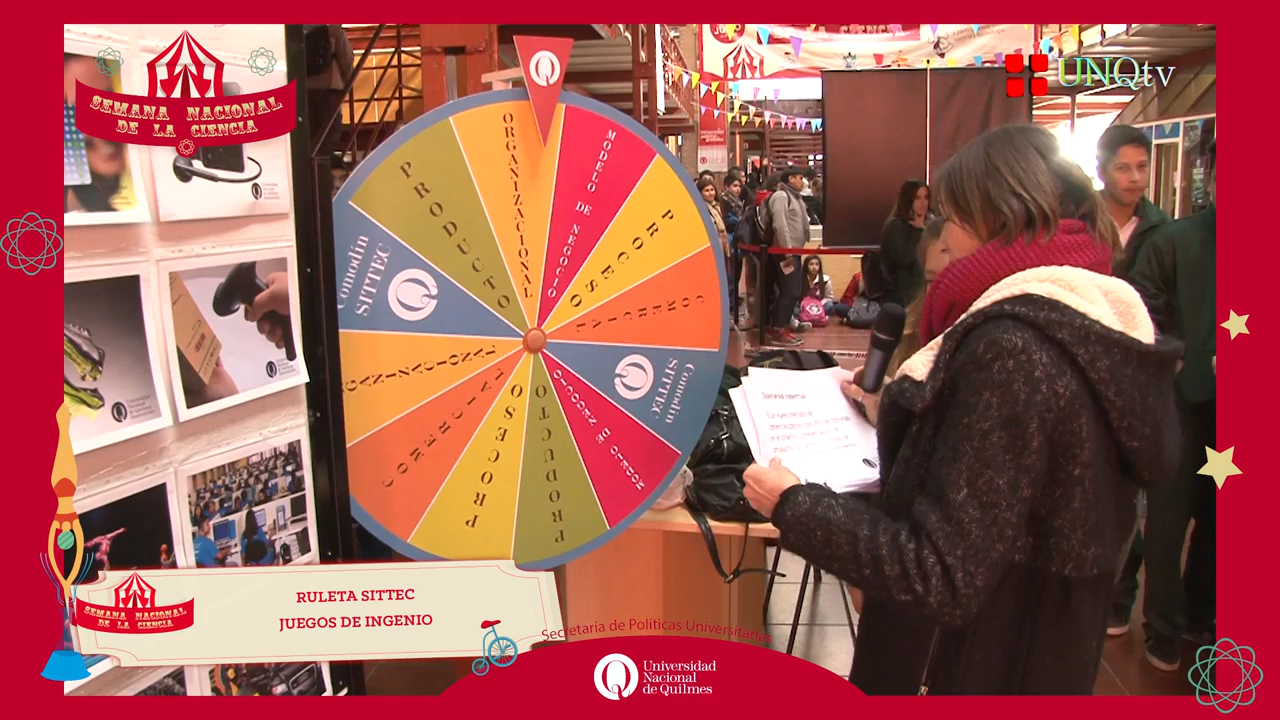 SEMANA NACIONAL
DE LA CIENCIA
UNQtv
LA CIENCIA
ORGANIZACIONAL
MODELO DE NEGOCIO
PROCESO
COMERCIAL
Comodín
SITTEC
MODELO DE NEGOCIO
PRODUCTO
PROCESO
COMERCIAL
ORGANIZACIONAL
Comodín
SITTEC
PRODUCTO
SEMANA NACIONAL
DE LA CIENCIA
RULETA SITTEC
JUEGOS DE INGENIO
Secretaría de Políticas Universitarias
Universidad
Nacional
de Quilmes